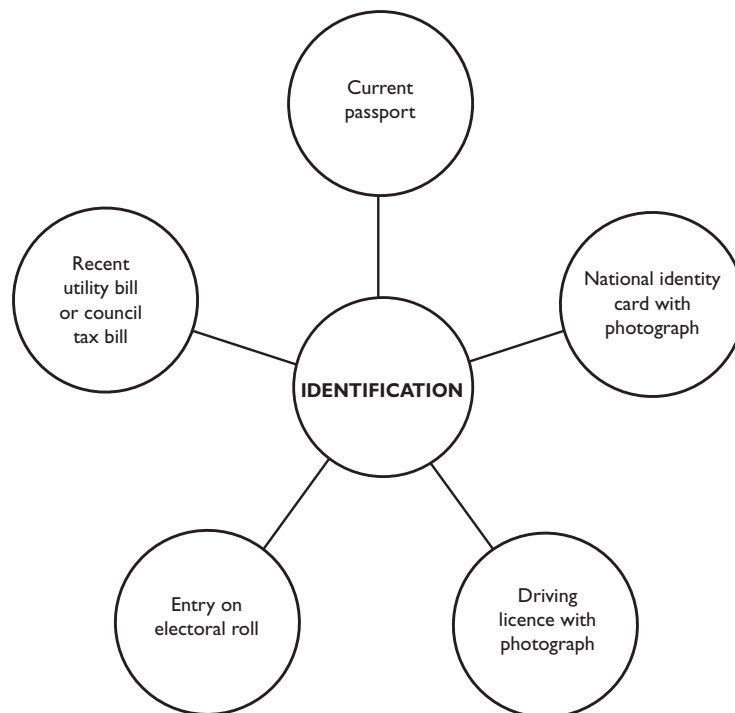 Current
passport
Recent
utility bill
or council
tax bill
National identity
card with
photograph
IDENTIFICATION
Entry on
electoral roll
Driving
licence with
photograph